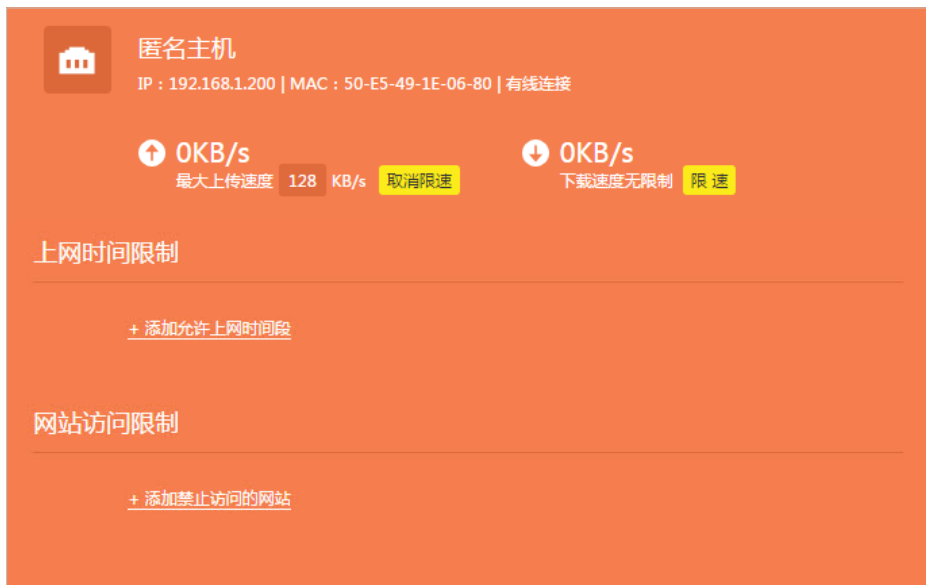 匿名主机
IP：192.168.1.200 | MAC：50-E5-49-1E-06-80 | 有线连接
0KB/s
最大上传速度 128 KB/s 取消限速
0KB/s
下载速度无限制 限 速
上网时间限制
+ 添加允许上网时间段
网站访问限制
+ 添加禁止访问的网站